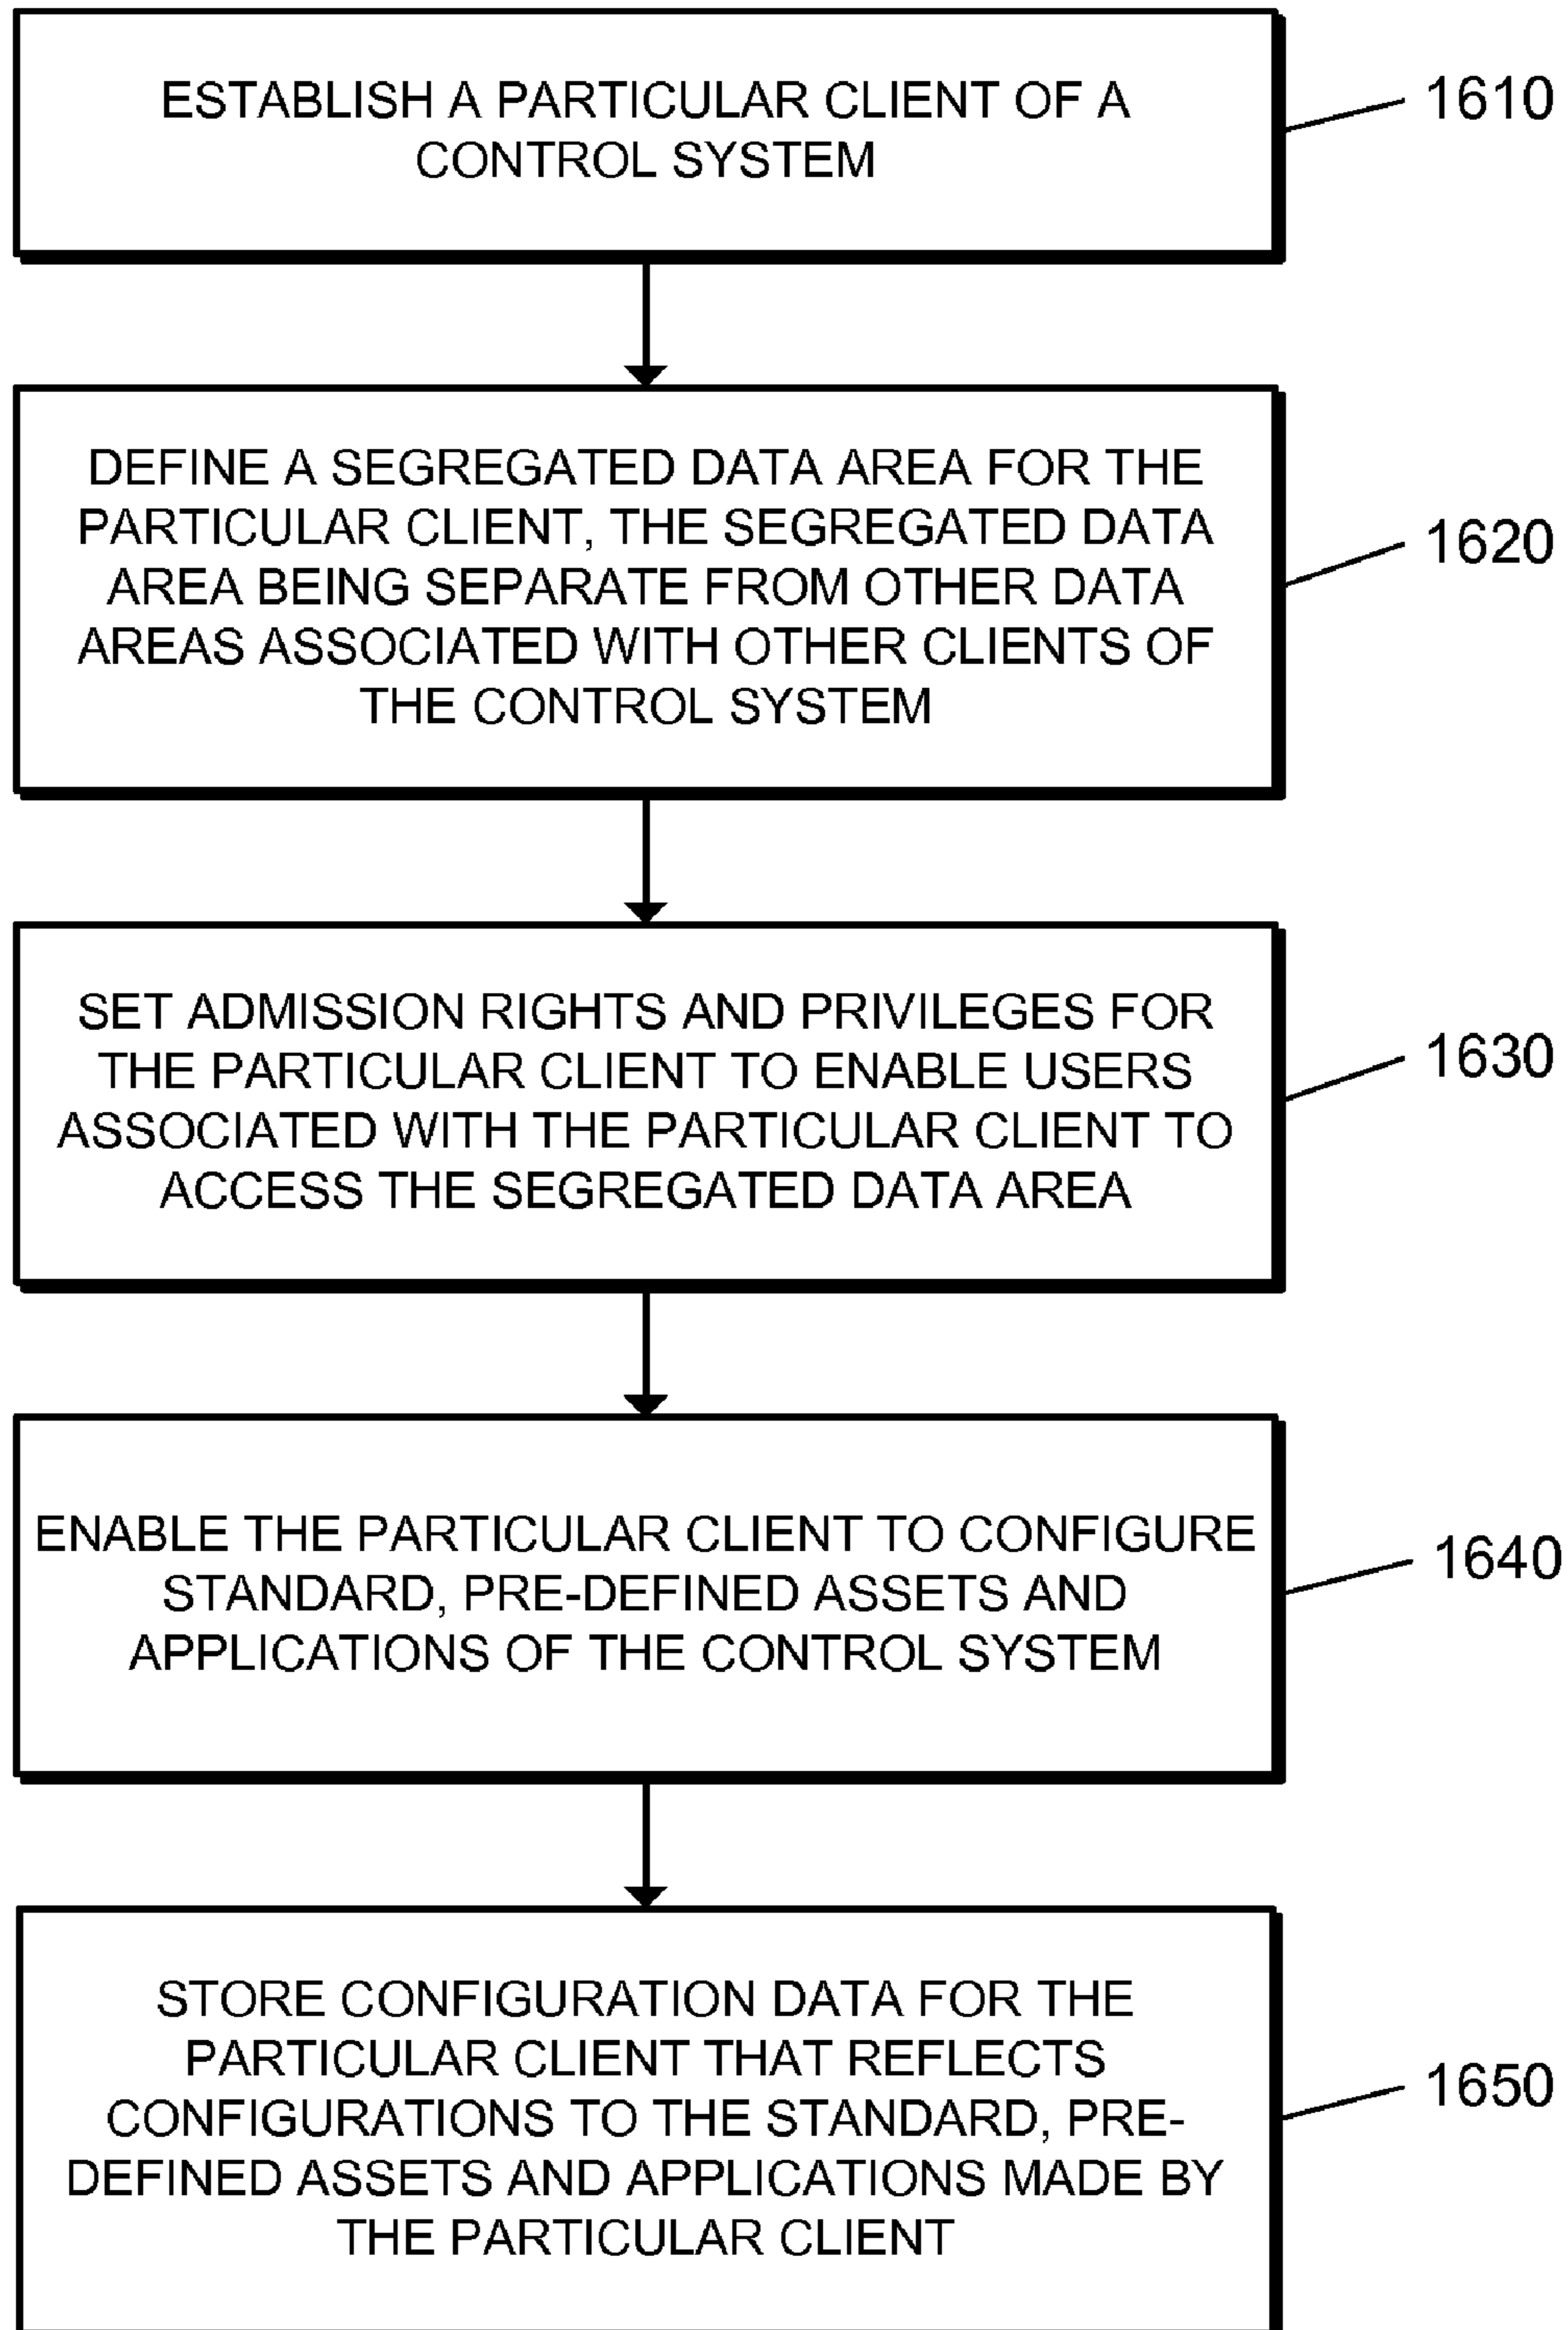 ESTABLISH A PARTICULAR CLIENT OF A
CONTROL SYSTEM
1610
DEFINE A SEGREGATED DATA AREA FOR THE
PARTICULAR CLIENT, THE SEGREGATED DATA
AREA BEING SEPARATE FROM OTHER DATA
AREAS ASSOCIATED WITH OTHER CLIENTS OF
THE CONTROL SYSTEM
1620
SET ADMISSION RIGHTS AND PRIVILEGES FOR
THE PARTICULAR CLIENT TO ENABLE USERS
ASSOCIATED WITH THE PARTICULAR CLIENT TO
ACCESS THE SEGREGATED DATA AREA
1630
ENABLE THE PARTICULAR CLIENT TO CONFIGURE
STANDARD, PRE-DEFINED ASSETS AND
APPLICATIONS OF THE CONTROL SYSTEM
1640
STORE CONFIGURATION DATA FOR THE
PARTICULAR CLIENT THAT REFLECTS
CONFIGURATIONS TO THE STANDARD, PRE-
DEFINED ASSETS AND APPLICATIONS MADE BY
THE PARTICULAR CLIENT
1650